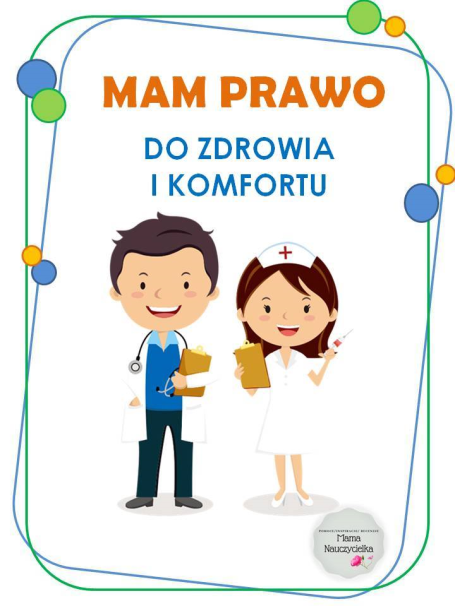 MAM PRAWO
DO ZDROWIA
I KOMFORTU
Mama
Nauczycielka